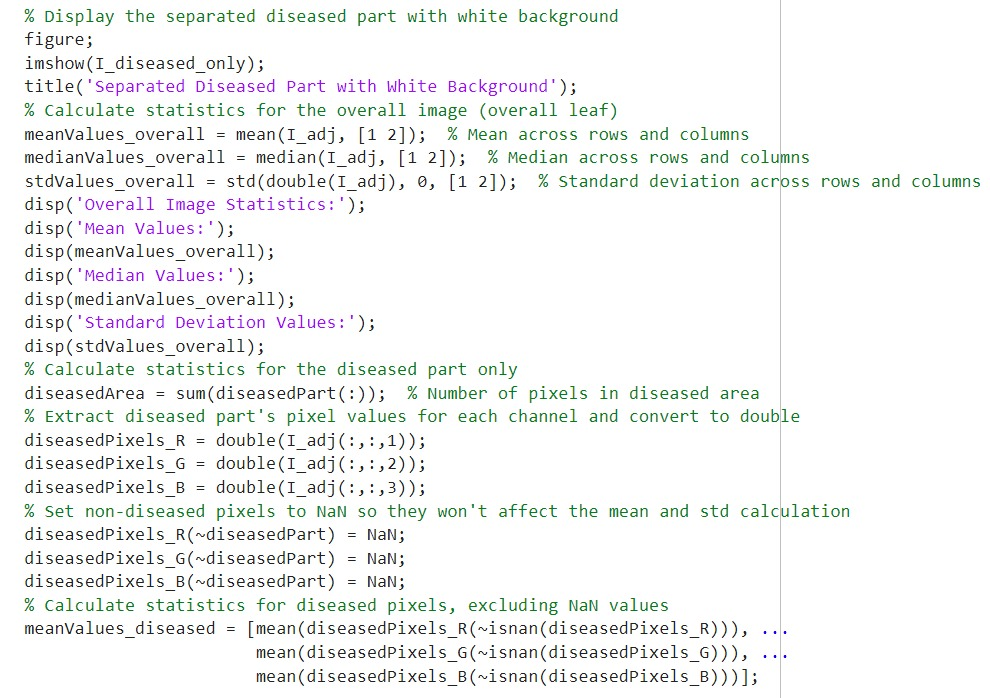 % Display the separated diseased part with white background
figure;
imshow(I_diseased_only);
title('Separated Diseased Part with White Background');
% Calculate statistics for the overall image (overall leaf)
meanValues_overall = mean(I_adj, [1 2]);  % Mean across rows and columns
medianValues_overall = median(I_adj, [1 2]);  % Median across rows and columns
stdValues_overall = std(double(I_adj), 0, [1 2]);  % Standard deviation across rows and columns
disp('Overall Image Statistics:');
disp('Mean Values:');
disp(meanValues_overall);
disp('Median Values:');
disp(medianValues_overall);
disp('Standard Deviation Values:');
disp(stdValues_overall);
% Calculate statistics for the diseased part only
diseasedArea = sum(diseasedPart(:));  % Number of pixels in diseased area
% Extract diseased part's pixel values for each channel and convert to double
diseasedPixels_R = double(I_adj(:,:,1));
diseasedPixels_G = double(I_adj(:,:,2));
diseasedPixels_B = double(I_adj(:,:,3));
% Set non-diseased pixels to NaN so they won't affect the mean and std calculation
diseasedPixels_R(~diseasedPart) = NaN;
diseasedPixels_G(~diseasedPart) = NaN;
diseasedPixels_B(~diseasedPart) = NaN;
% Calculate statistics for diseased pixels, excluding NaN values
meanValues_diseased = [mean(diseasedPixels_R(~isnan(diseasedPixels_R))), ...
                       mean(diseasedPixels_G(~isnan(diseasedPixels_G))), ...
                       mean(diseasedPixels_B(~isnan(diseasedPixels_B)))];